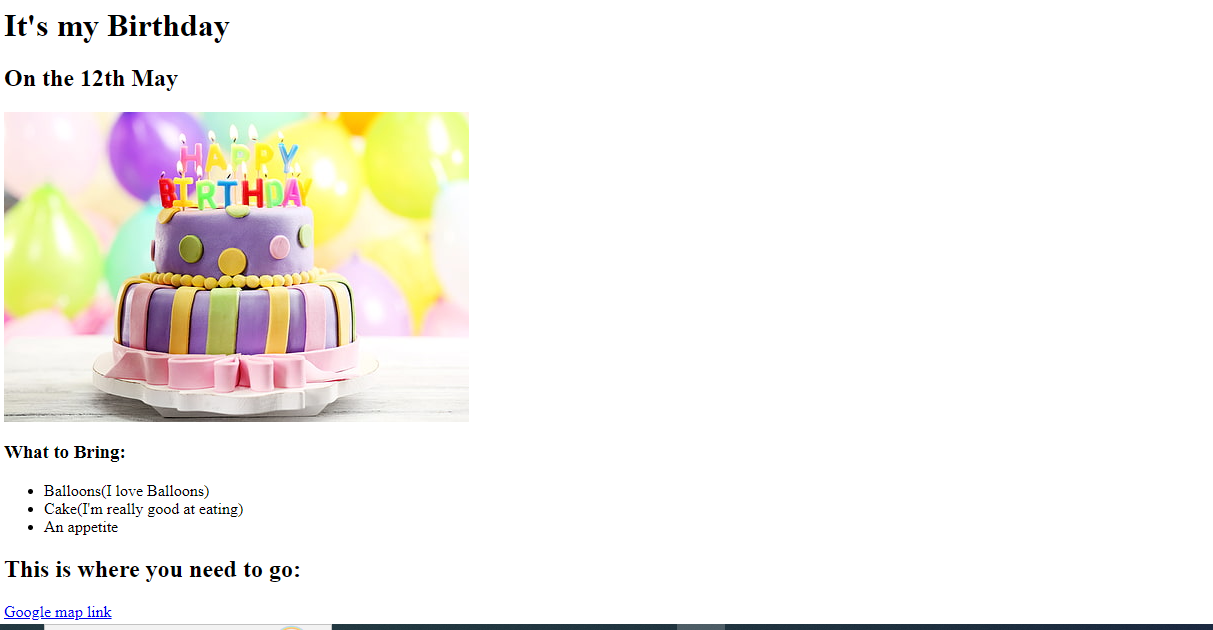 It's my Birthday
On the 12th May
HAPPY
BIRTHDAY
What to Bring:
Balloons(I love Balloons)
Cake(I'm really good at eating)
An appetite
This is where you need to go:
Google map link